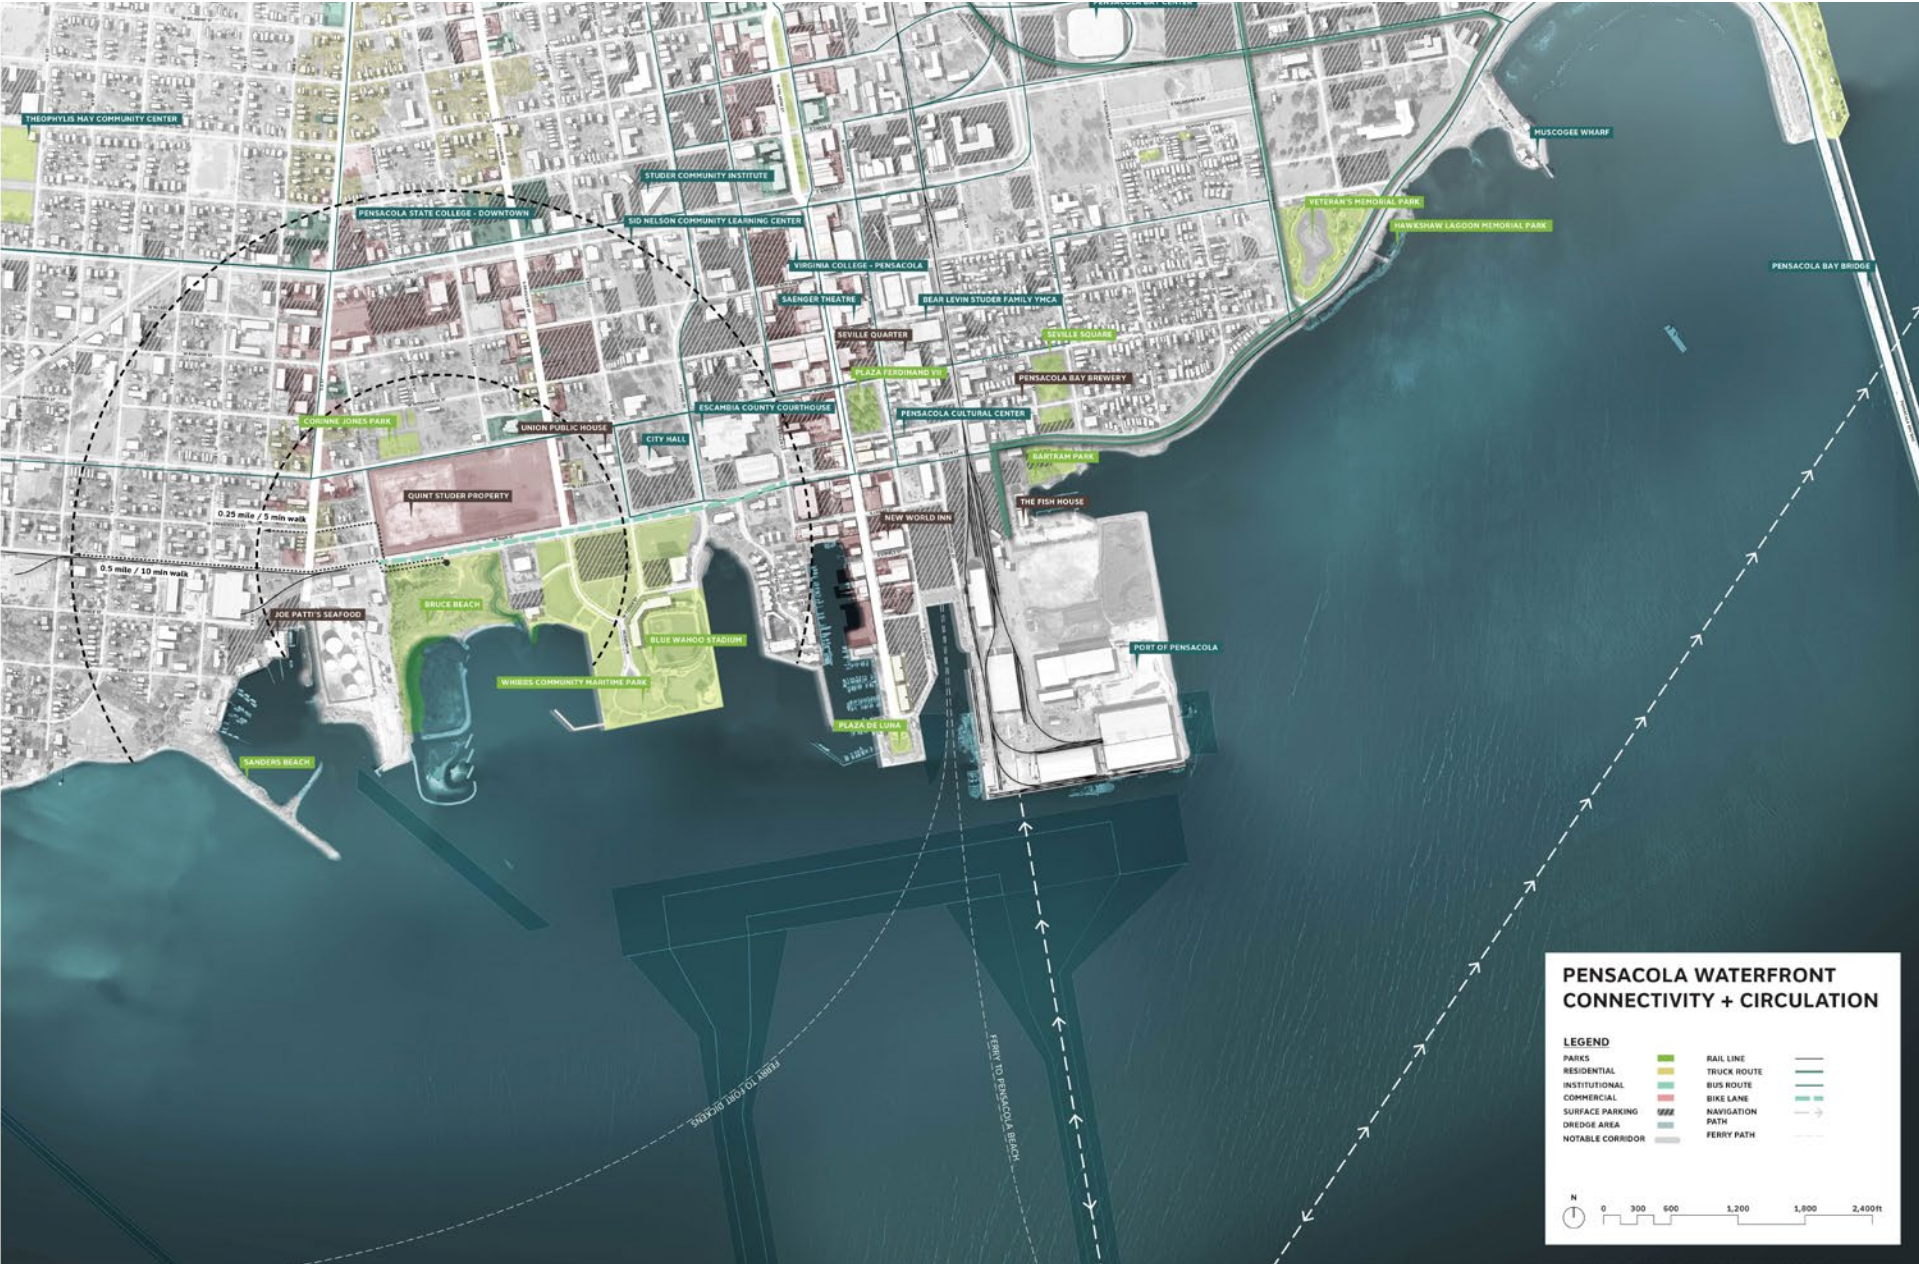 PENSACOLA BAY CENTER
THEOPHYLIS MAY COMMUNITY CENTER
MUSCOGEE WHARF
STUDER COMMUNITY INSTITUTE
VETERAN'S MEMORIAL PARK
PENSACOLA STATE COLLEGE - DOWNTOWN
SID NELSON COMMUNITY LEARNING CENTER
HAWKSHAW LAGOON MEMORIAL PARK
VIRGINIA COLLEGE - PENSACOLA
PENSACOLA BAY BRIDGE
SAENGER THEATRE
BEAR LEVIN STUDER FAMILY YMCA
SEVILLE QUARTER
SEVILLE SQUARE
PLAZA FERDINAND VII
PENSACOLA BAY BREWERY
ESCAMBIA COUNTY COURTHOUSE
PENSACOLA CULTURAL CENTER
CORINNE JONES PARK
UNION PUBLIC HOUSE
CITY HALL
BARTRAM PARK
QUINT STUDER PROPERTY
THE FISH HOUSE
0.25 mile / 5 min walk
NEW WORLD INN
0.5 mile / 10 min walk
BRUCE BEACH
JOE PATTI'S SEAFOOD
BLUE WAHOO STADIUM
PORT OF PENSACOLA
WHIBBS COMMUNITY MARITIME PARK
PLAZA DE LUNA
SANDERS BEACH
FERRY TO FORT DICKENS
FERRY TO PENSACOLA BEACH
PENSACOLA WATERFRONT
CONNECTIVITY + CIRCULATION
LEGEND
PARKS
RESIDENTIAL
INSTITUTIONAL
COMMERCIAL
SURFACE PARKING
DREDGE AREA
NOTABLE CORRIDOR
RAIL LINE
TRUCK ROUTE
BUS ROUTE
BIKE LANE
NAVIGATION
PATH
FERRY PATH
N
0 300 600 1,200 1,800 2,400ft